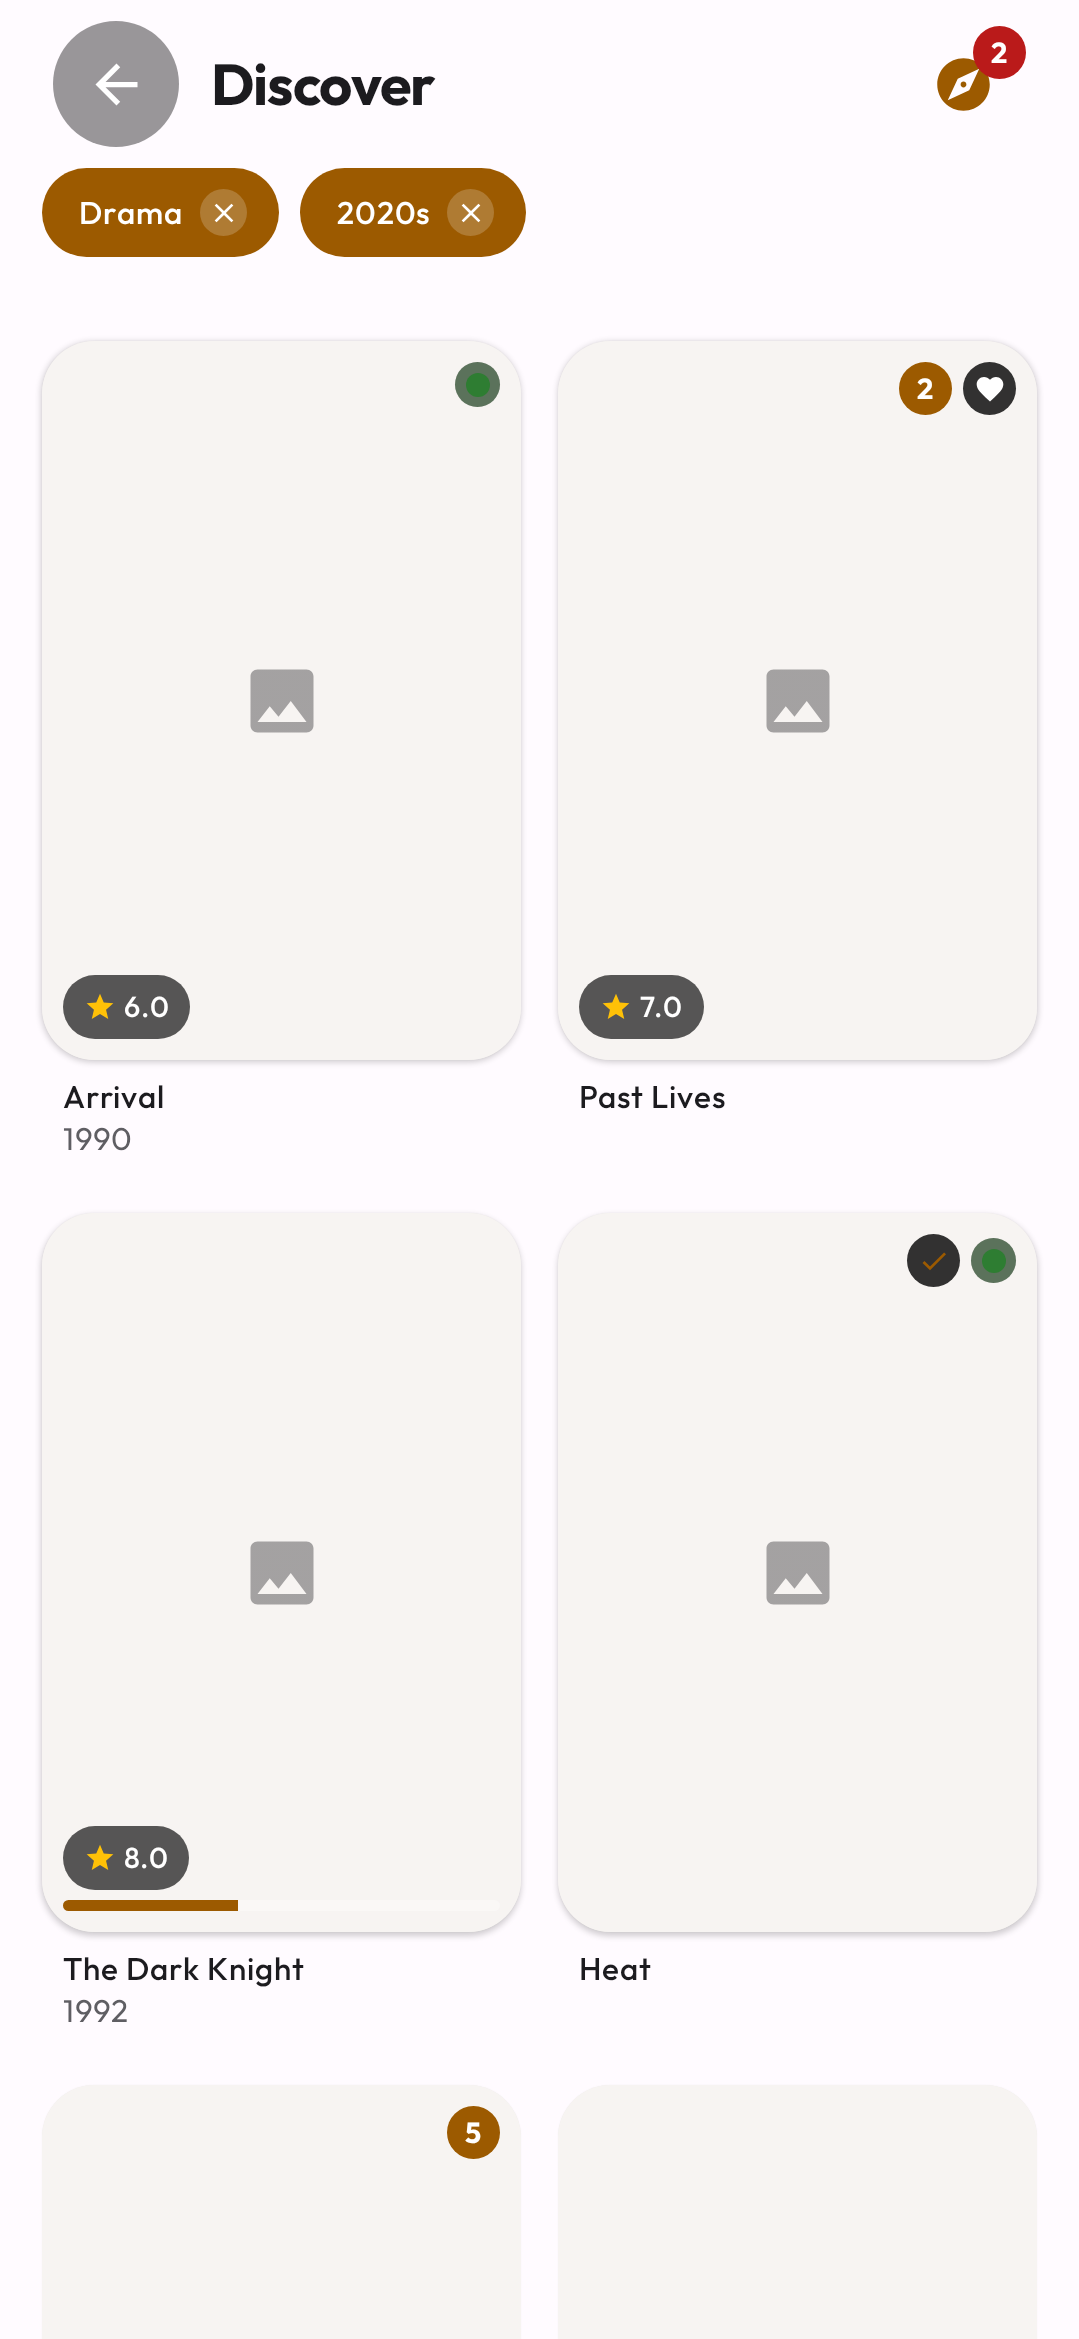 Discover
2
Drama
2020s
2
6.0
7.0
Arrival
1990
Past Lives
8.0
The Dark Knight
1992
Heat
5